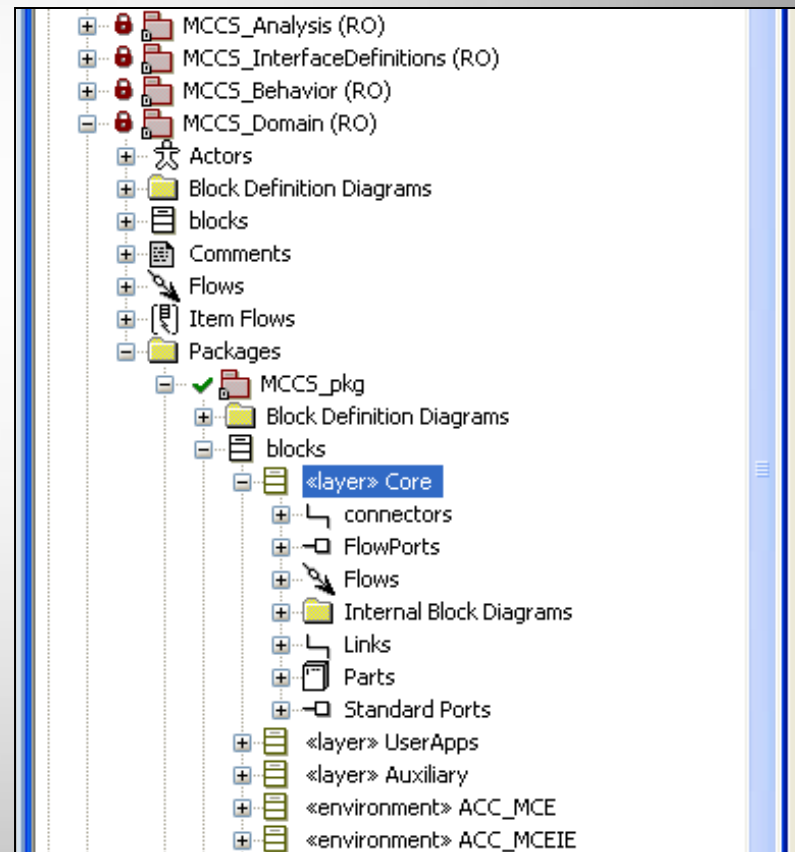 MCCS_Analysis (RO)
MCCS_InterfaceDefinitions (RO)
MCCS_Behavior (RO)
MCCS_Domain (RO)
Actors
Block Definition Diagrams
blocks
Comments
Flows
Item Flows
Packages
MCCS_pkg
Block Definition Diagrams
blocks
«layer» Core
connectors
FlowPorts
Flows
Internal Block Diagrams
Links
Parts
Standard Ports
«layer» UserApps
«layer» Auxiliary
«environment» ACC_MCE
«environment» ACC_MCEIE